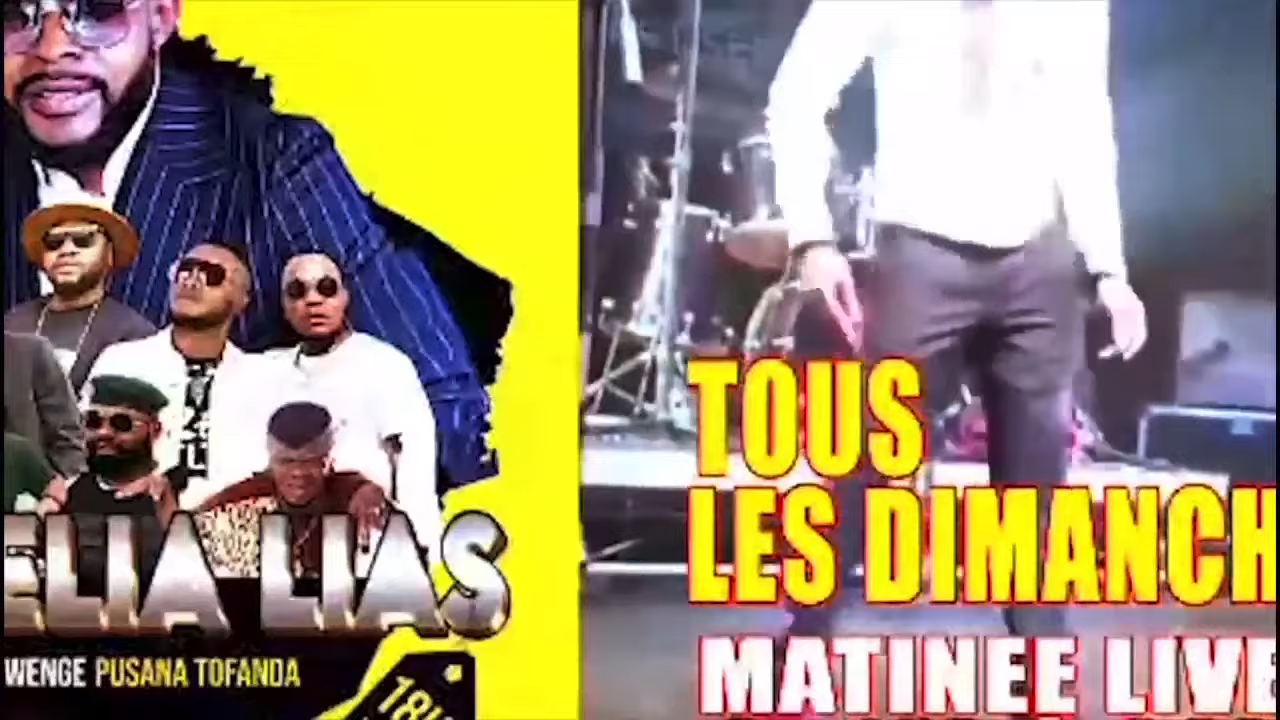 ELIA LIAS
WENGE PUSANA TOFANDA
TOUS
LES DIMANCH
MATINEE LIVE